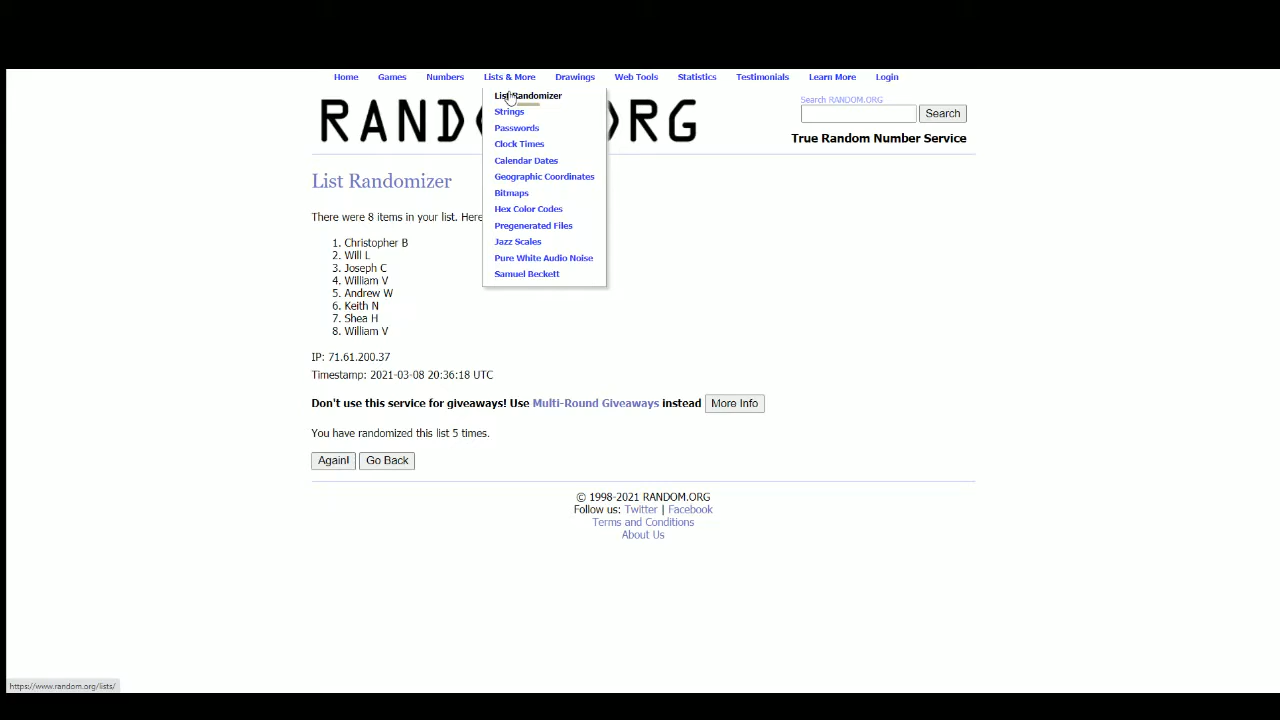 Home Games Numbers Lists & More Drawings Web Tools Statistics Testimonials Learn More Login
List Randomizer
Strings
Passwords
Clock Times
Calendar Dates
Geographic Coordinates
Bitmaps
Hex Color Codes
Pregenerated Files
Jazz Scales
Pure White Audio Noise
Samuel Beckett
Search RANDOM.ORG
Search
True Random Number Service
List Randomizer
There were 8 items in your list. Here
1. Christopher B
2. Will L
3. Joseph C
4. William V
5. Andrew W
6. Keith N
7. Shea H
8. William V
IP: 71.61.200.37
Timestamp: 2021-03-08 20:36:18 UTC
Don't use this service for giveaways! Use Multi-Round Giveaways instead More Info
You have randomized this list 5 times.
Again! Go Back
© 1998-2021 RANDOM.ORG
Follow us: Twitter | Facebook
Terms and Conditions
About Us
https://www.random.org/lists/